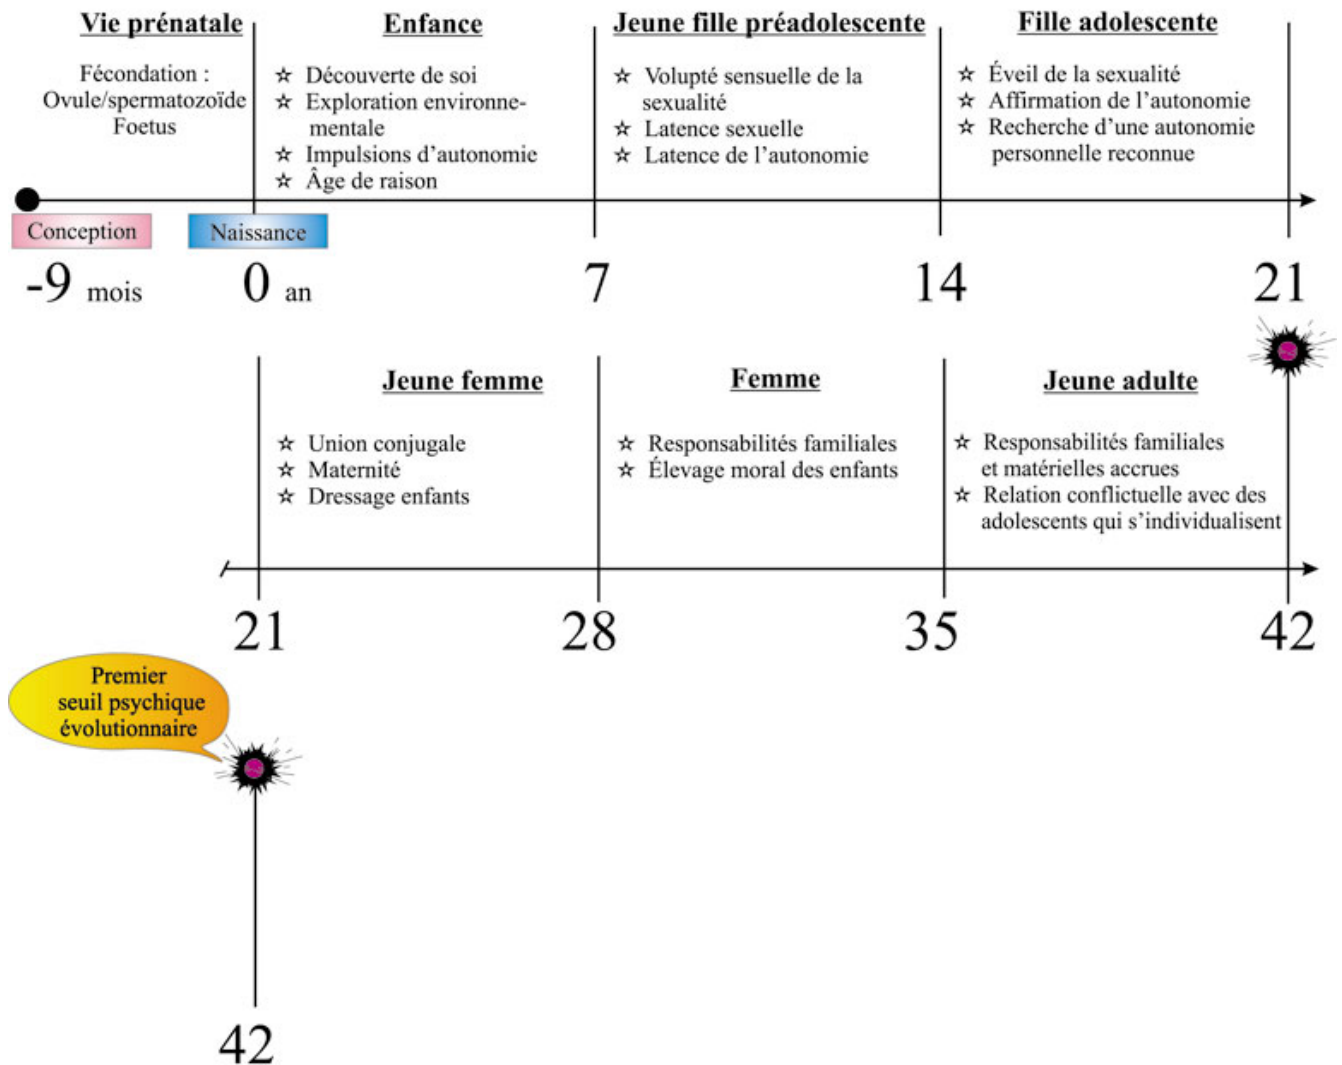 Vie prénatale
Fécondation :
Ovule/spermatozoïde
Foetus
Enfance
☆ Découverte de soi
☆ Exploration environne-
mentale
☆ Impulsions d'autonomie
☆ Âge de raison
Jeune fille préadolescente
☆ Volupté sensuelle de la
sexualité
☆ Latence sexuelle
☆ Latence de l'autonomie
Fille adolescente
☆ Éveil de la sexualité
☆ Affirmation de l'autonomie
☆ Recherche d'une autonomie
personnelle reconnue
Conception
Naissance
-9 mois
0 an
7
14
21
Jeune femme
☆ Union conjugale
☆ Maternité
☆ Dressage enfants
Femme
☆ Responsabilités familiales
☆ Élevage moral des enfants
Jeune adulte
☆ Responsabilités familiales
et matérielles accrues
☆ Relation conflictuelle avec des
adolescents qui s'individualisent
21
28
35
42
Premier
seuil psychique
évolutionnaire
42